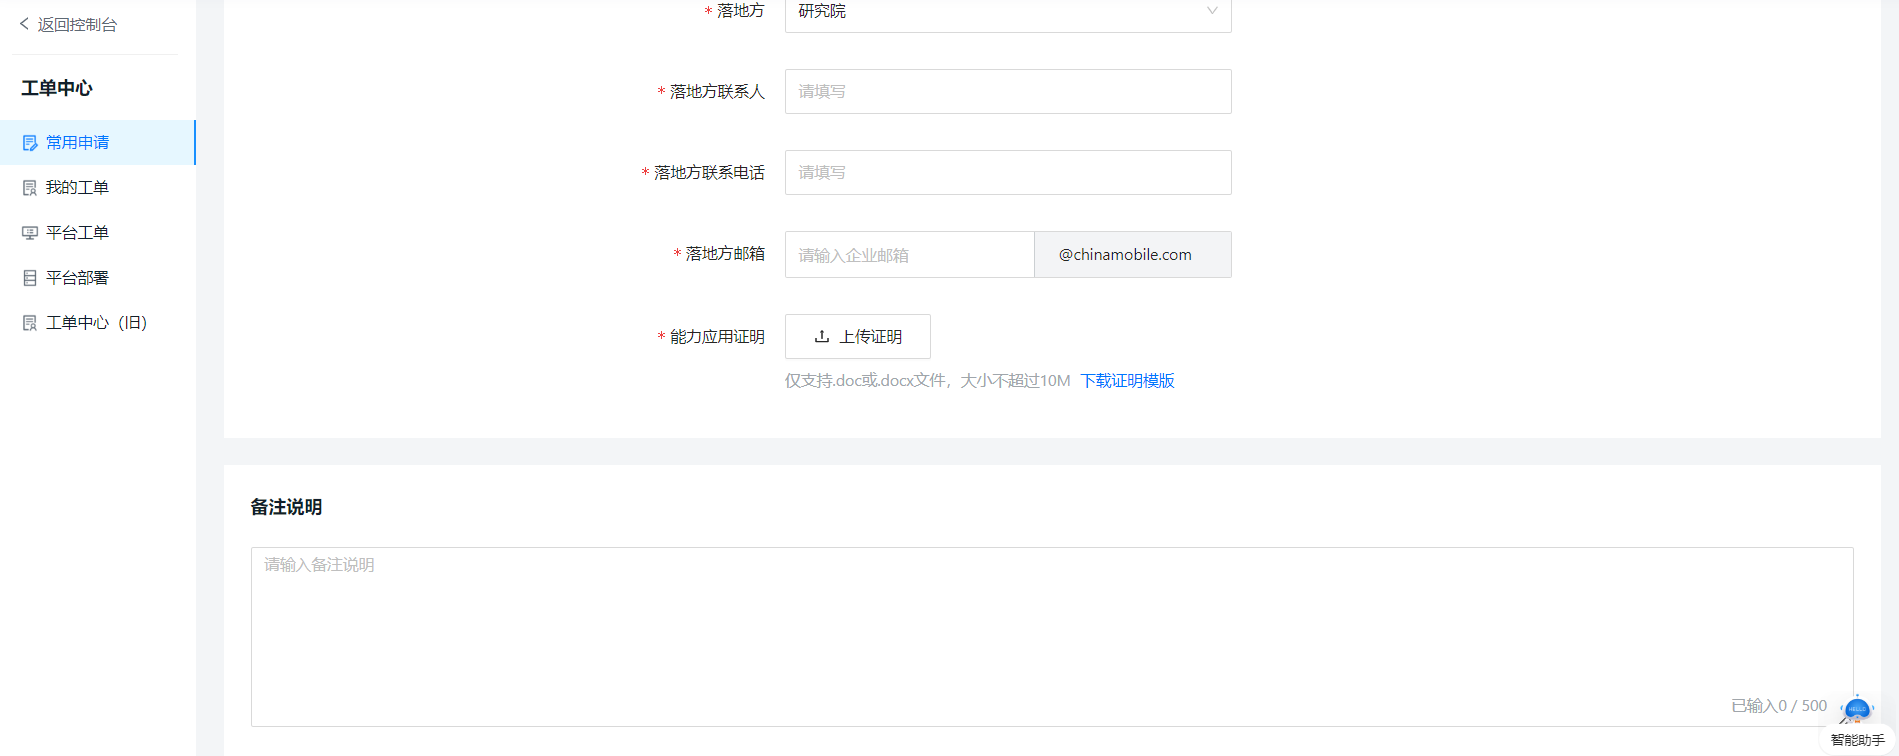 返回控制台
工单中心
常用申请
我的工单
平台工单
平台部署
工单中心（旧）
* 落地方
研究院
* 落地方联系人
请填写
* 落地方联系电话
请填写
* 落地方邮箱
请输入企业邮箱
@chinamobile.com
* 能力应用证明
上传证明
仅支持.doc或.docx文件，大小不超过10M 下载证明模版
备注说明
请输入备注说明
已输入0 / 500
HELLO
智能助手